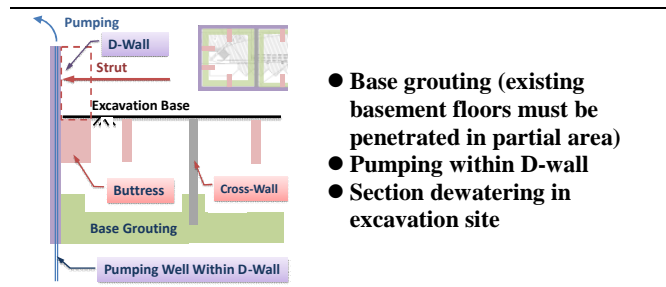 Pumping
D-Wall
Strut
Excavation Base
Buttress
Cross-Wall
Base Grouting
Pumping Well Within D-Wall
● Base grouting (existing
basement floors must be
penetrated in partial area)
● Pumping within D-wall
● Section dewatering in
excavation site